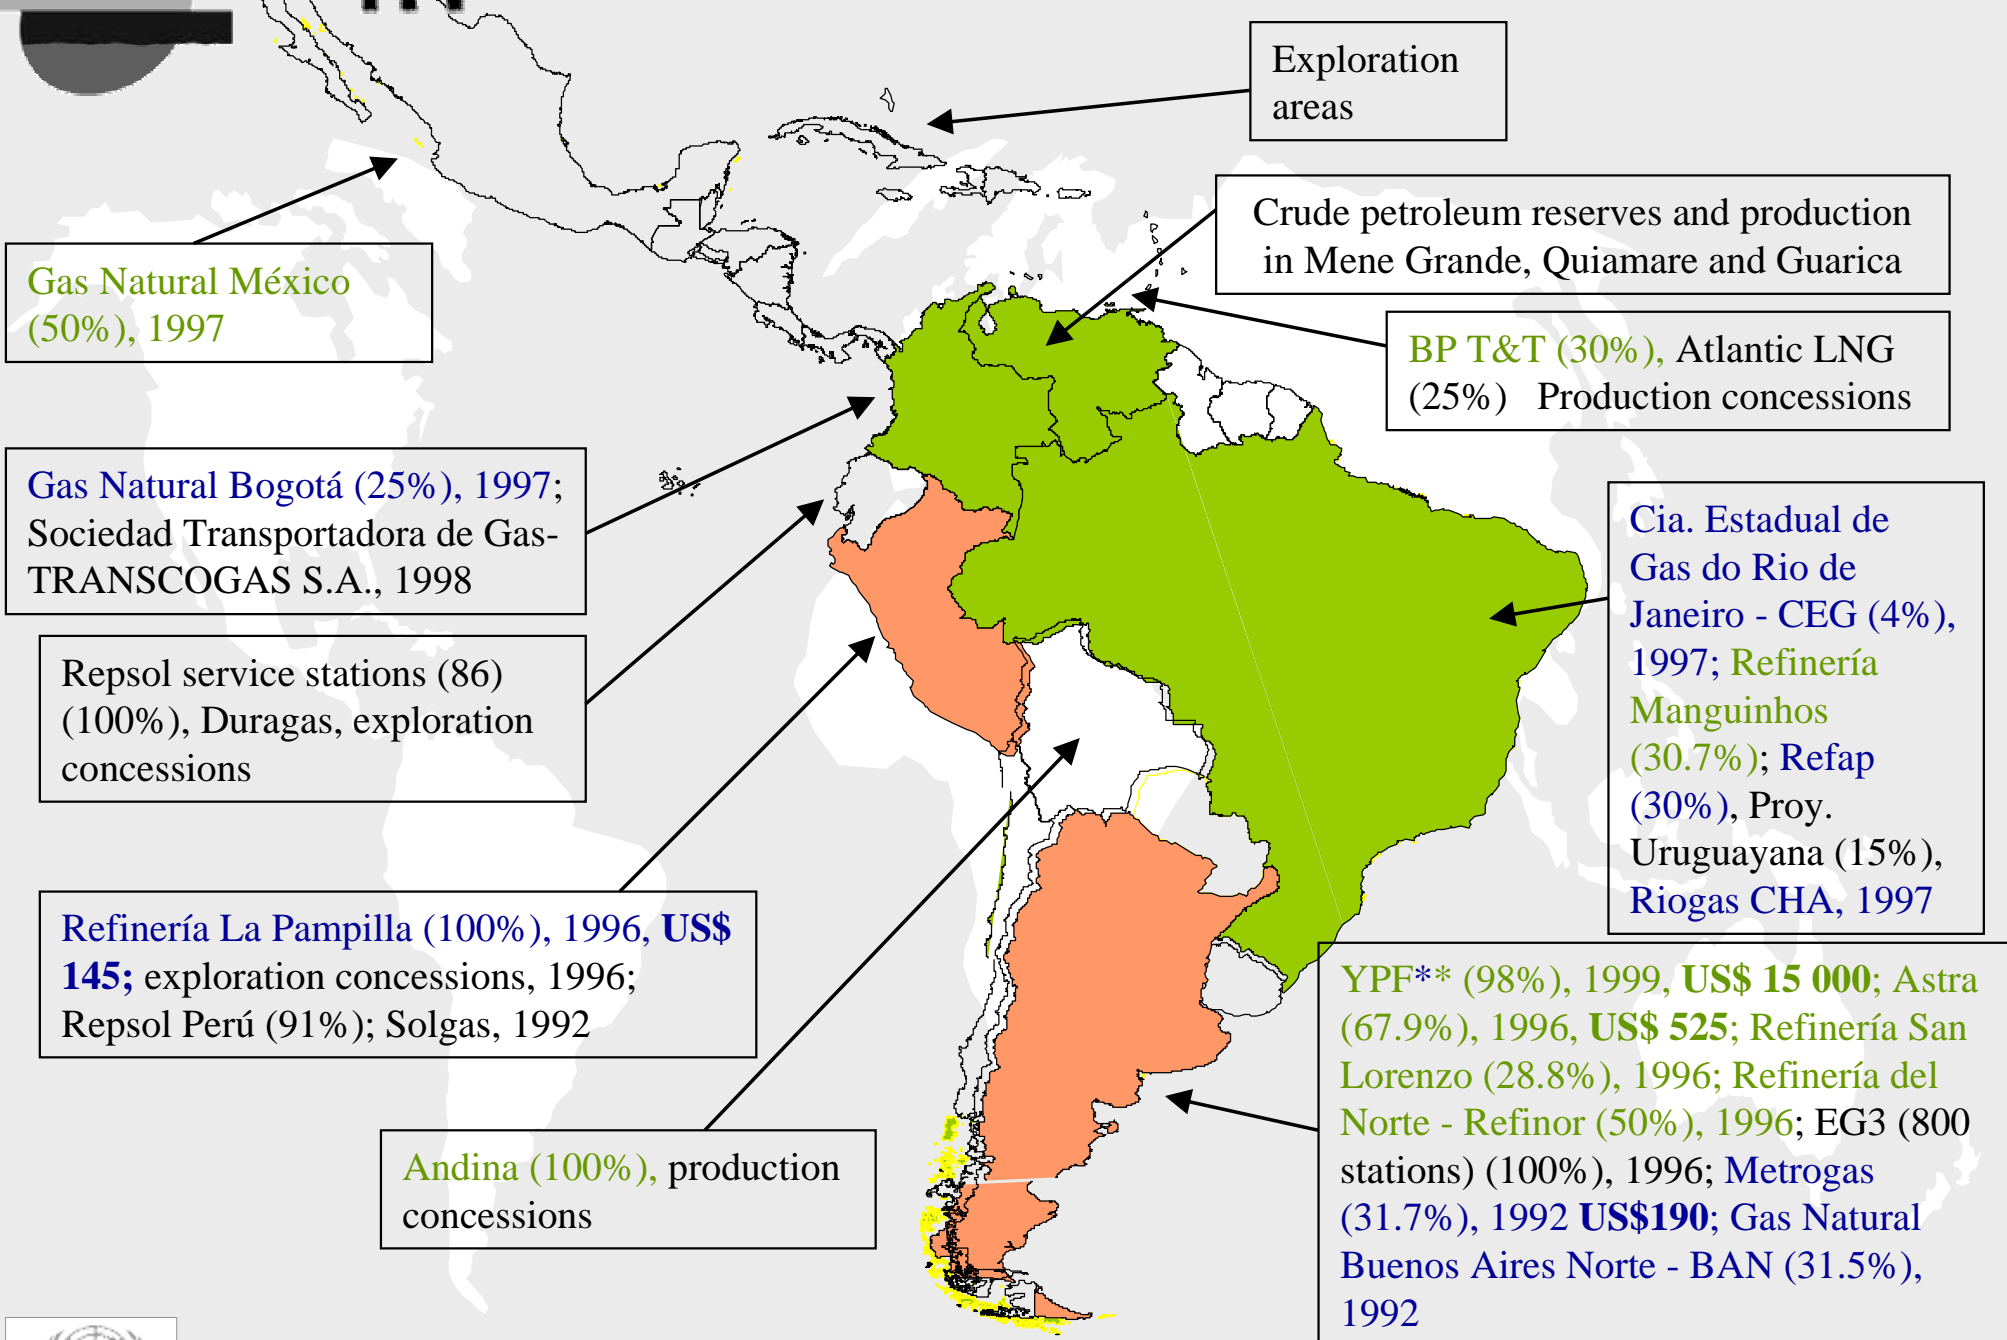 Exploration
areas
Crude petroleum reserves and production
in Mene Grande, Quiamare and Guarica
Gas Natural México
(50%), 1997
BP T&T (30%), Atlantic LNG
(25%) Production concessions
Gas Natural Bogotá (25%), 1997;
Sociedad Transportadora de Gas-
TRANSCOGAS S.A., 1998
Cia. Estadual de
Gas do Rio de
Janeiro - CEG (4%),
1997; Refinería
Manguinhos
(30.7%); Refap
(30%), Proy.
Uruguayana (15%),
Riogas CHA, 1997
Repsol service stations (86)
(100%), Duragas, exploration
concessions
Refinería La Pampilla (100%), 1996, US$
145; exploration concessions, 1996;
Repsol Perú (91%); Solgas, 1992
YPF** (98%), 1999, US$ 15 000; Astra
(67.9%), 1996, US$ 525; Refinería San
Lorenzo (28.8%), 1996; Refinería del
Norte - Refinor (50%), 1996; EG3 (800
stations) (100%), 1996; Metrogas
(31.7%), 1992 US$190; Gas Natural
Buenos Aires Norte - BAN (31.5%),
1992
Andina (100%), production
concessions